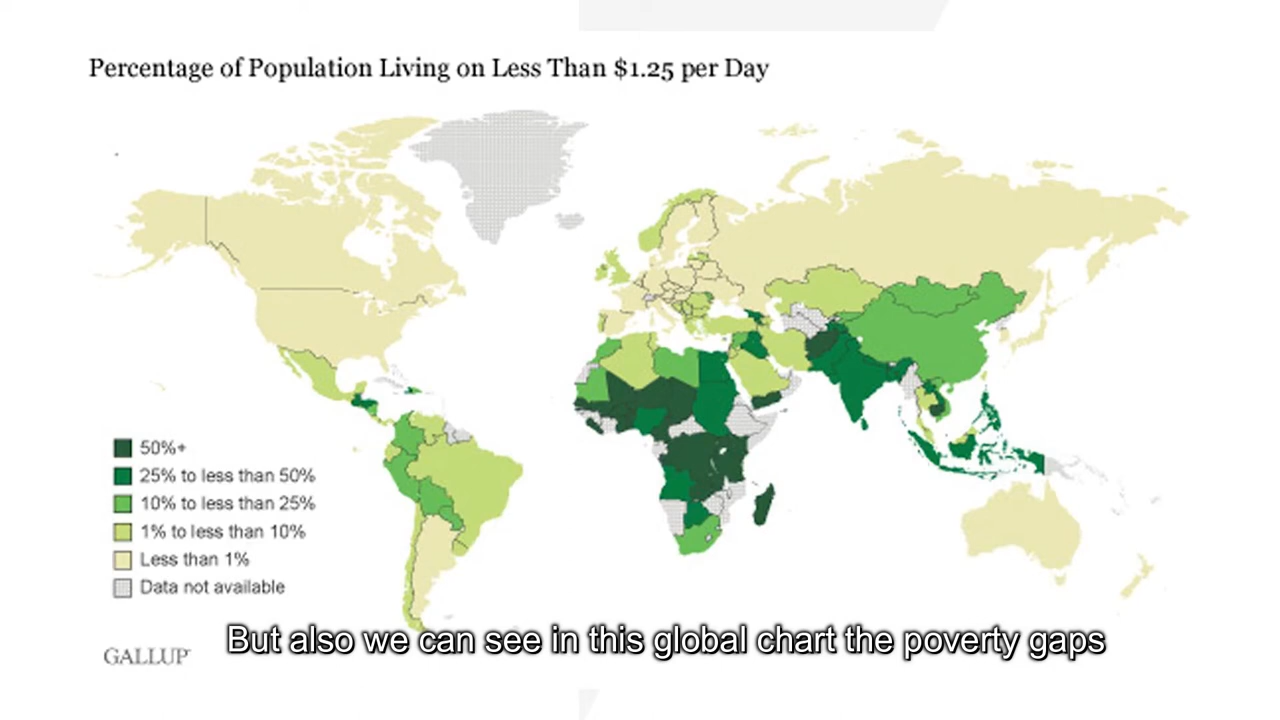 Percentage of Population Living on Less Than $1.25 per Day
50%+
25% to less than 50%
10% to less than 25%
1% to less than 10%
Less than 1%
Data not available
GALLUP
But also we can see in this global chart the poverty gaps